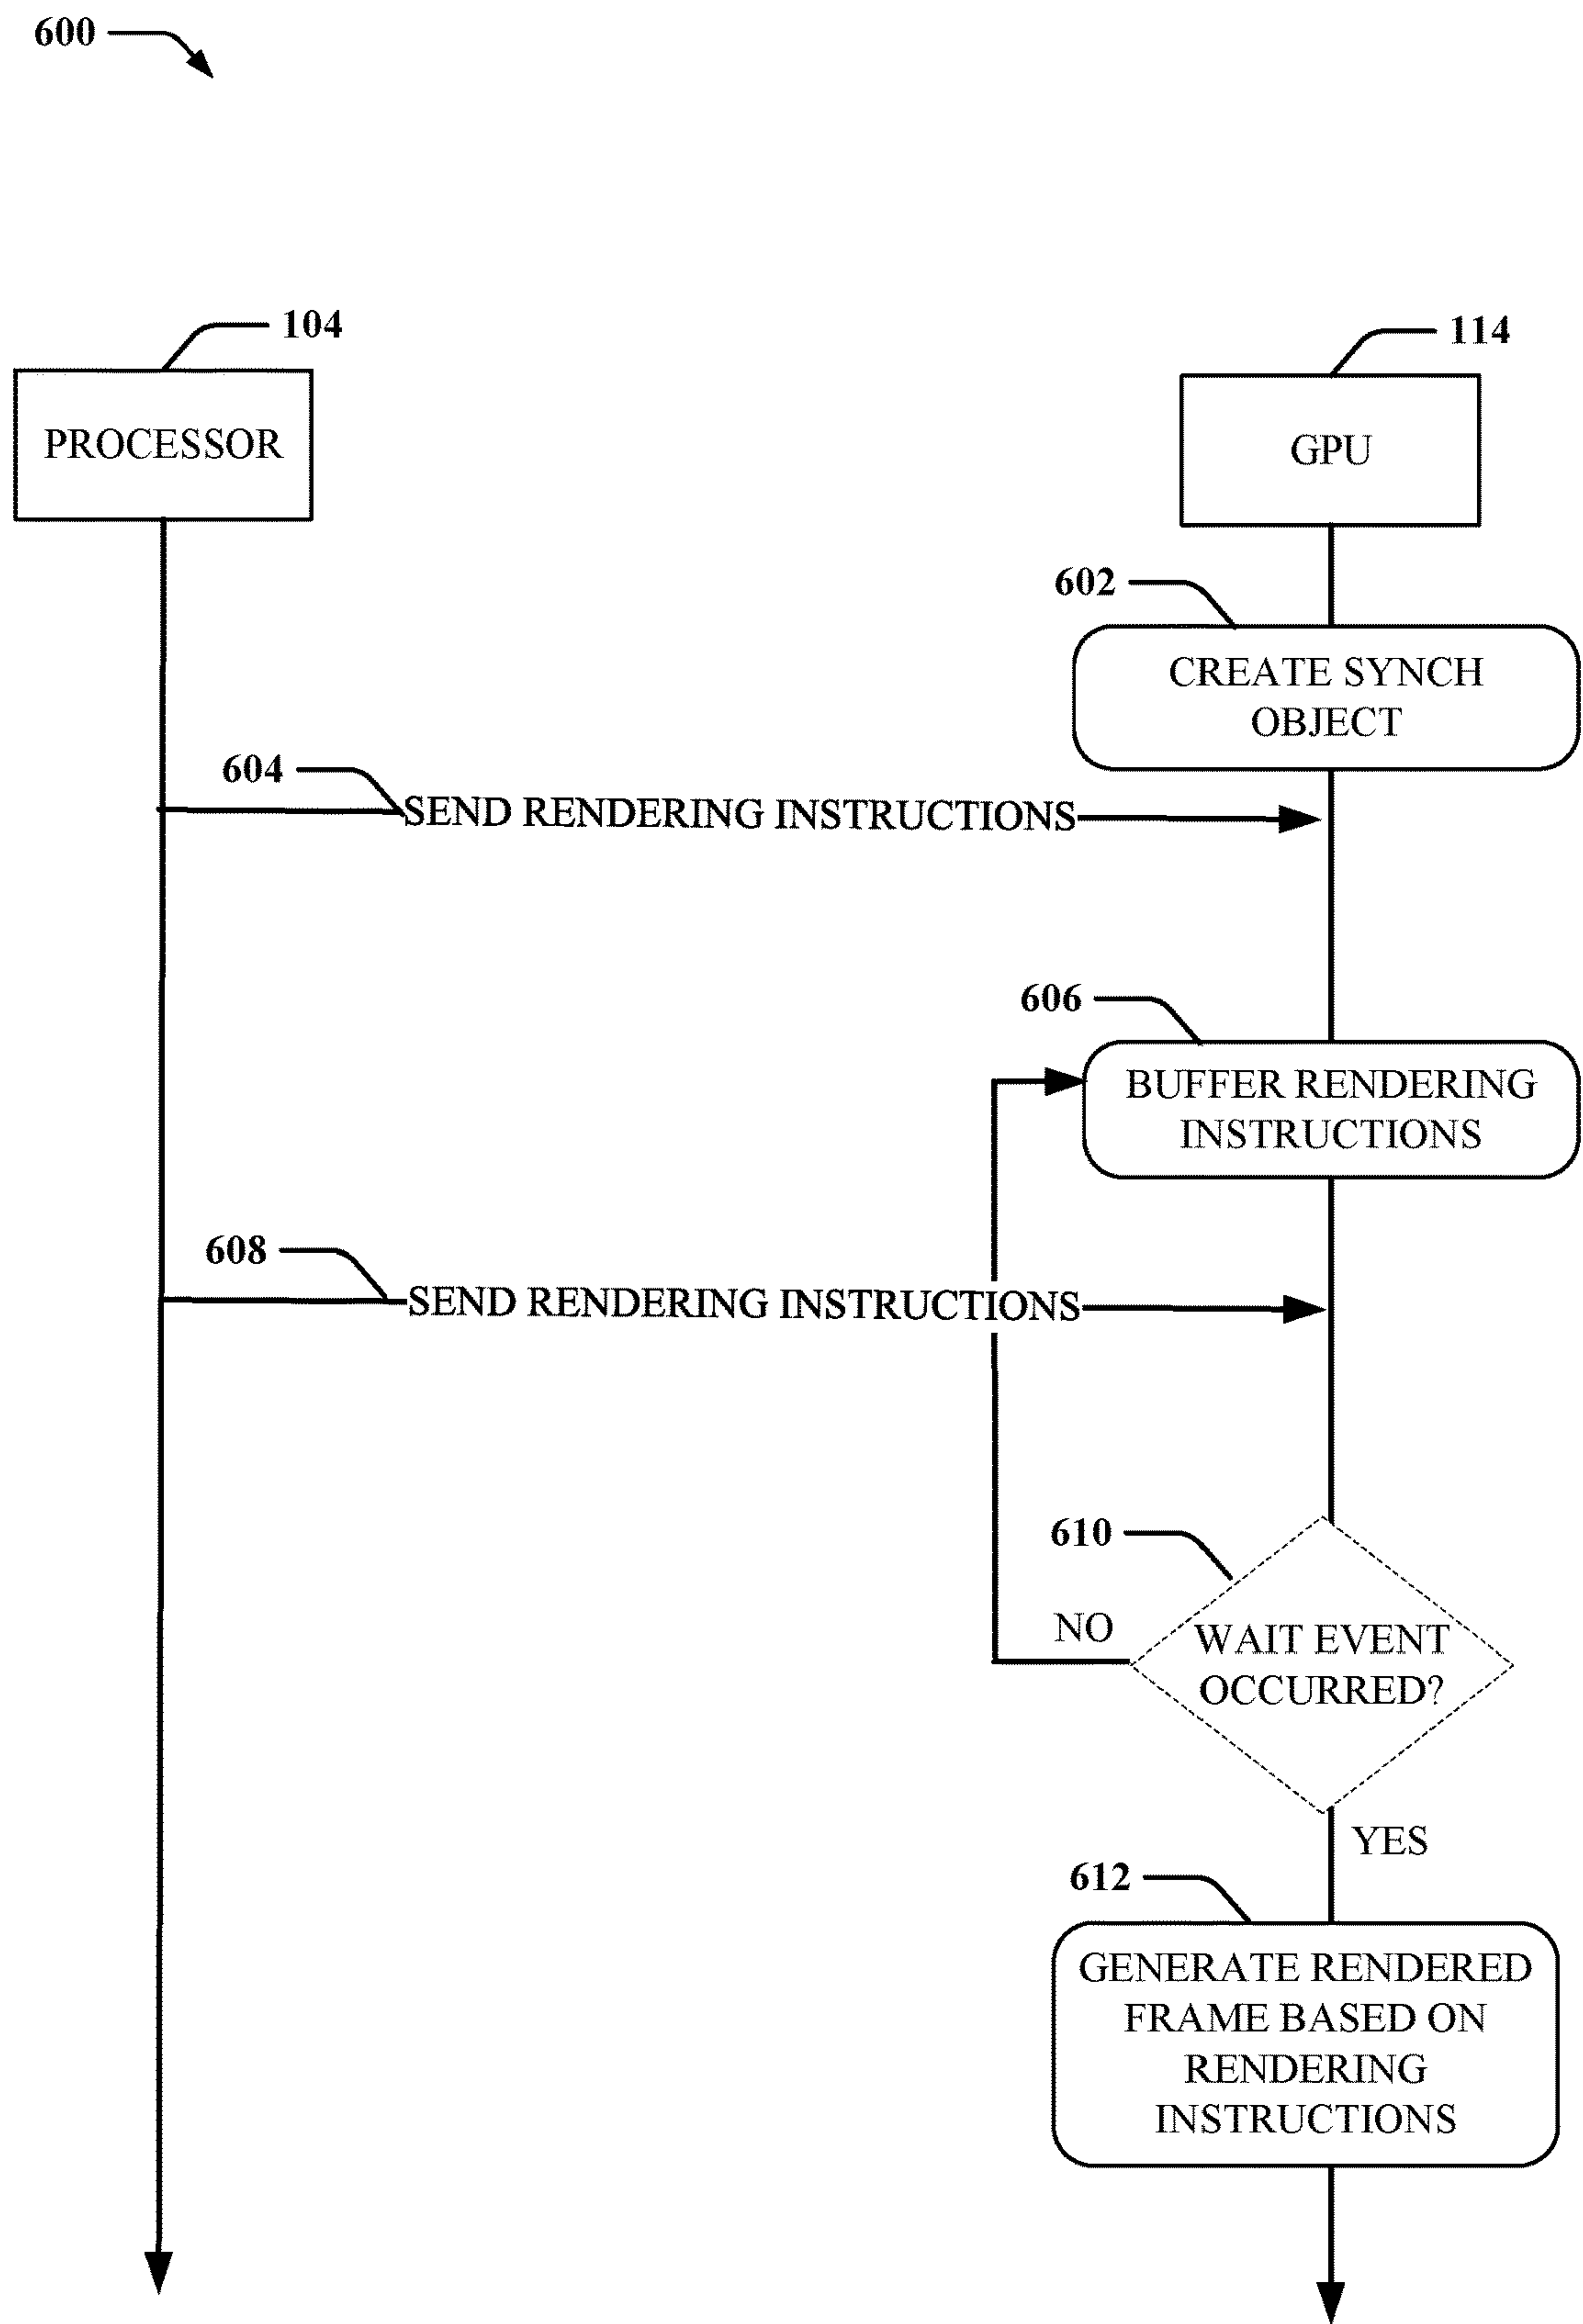 600
104
114
PROCESSOR
GPU
602
CREATE SYNCH
OBJECT
604
SEND RENDERING INSTRUCTIONS
606
BUFFER RENDERING
INSTRUCTIONS
608
SEND RENDERING INSTRUCTIONS
610
NO
WAIT EVENT
OCCURRED?
YES
612
GENERATE RENDERED
FRAME BASED ON
RENDERING
INSTRUCTIONS